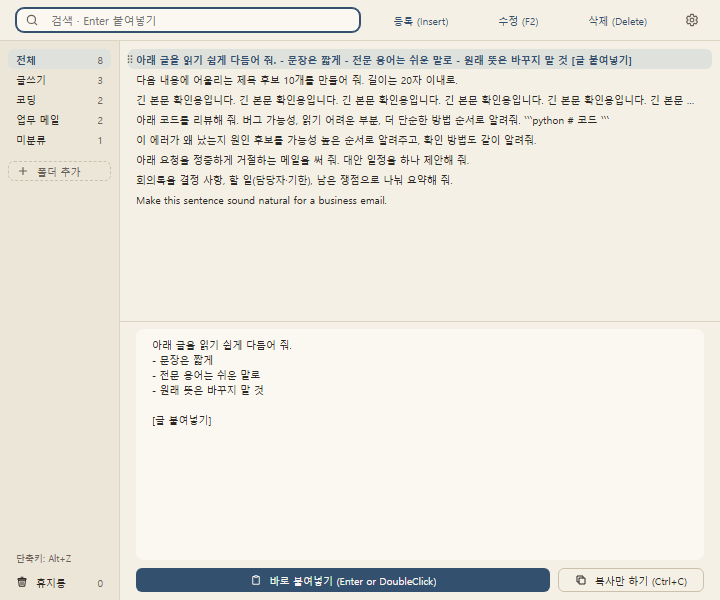 검색 · Enter 붙여넣기
등록 (Insert)
수정 (F2)
삭제 (Delete)
전체 8
글쓰기 3
코딩 2
업무 메일 2
미분류 1
폴더 추가
아래 글을 읽기 쉽게 다듬어 줘. - 문장은 짧게 - 전문 용어는 쉬운 말로 - 원래 뜻은 바꾸지 말 것 [글 붙여넣기]
다음 내용에 어울리는 제목 후보 10개를 만들어 줘. 길이는 20자 이내로.
긴 본문 확인용입니다. 긴 본문 확인용입니다. 긴 본문 확인용입니다. 긴 본문 확인용입니다. 긴 본문 확인용입니다. 긴 본문 ...
아래 코드를 리뷰해 줘. 버그 가능성, 읽기 어려운 부분, 더 단순한 방법 순서로 알려줘. ```python # 코드 ```
이 에러가 왜 났는지 원인 후보를 가능성 높은 순서로 알려주고, 확인 방법도 같이 알려줘.
아래 요청을 정중하게 거절하는 메일을 써 줘. 대안 일정을 하나 제안해 줘.
회의록을 결정 사항, 할 일(담당자·기한), 남은 쟁점으로 나눠 요약해 줘.
Make this sentence sound natural for a business email.
아래 글을 읽기 쉽게 다듬어 줘.
- 문장은 짧게
- 전문 용어는 쉬운 말로
- 원래 뜻은 바꾸지 말 것
[글 붙여넣기]
단축키: Alt+Z
휴지통 0
바로 붙여넣기 (Enter or DoubleClick)
복사만 하기 (Ctrl+C)